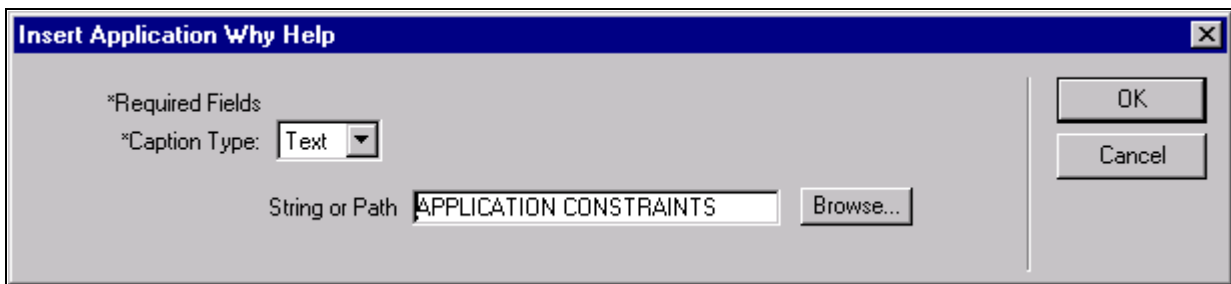 Insert Application Why Help
*Required Fields
OK
*Caption Type: Text
Cancel
String or Path APPLICATION CONSTRAINTS Browse...